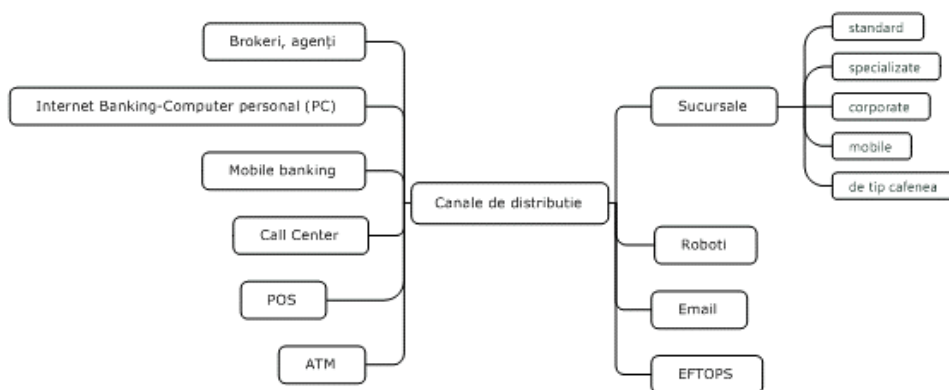 Brokeri, agenți
Internet Banking-Computer personal (PC)
Mobile banking
Call Center
POS
ATM
Canale de distributie
Sucursale
standard
specializate
corporate
mobile
de tip cafenea
Roboti
Email
EFTOPS